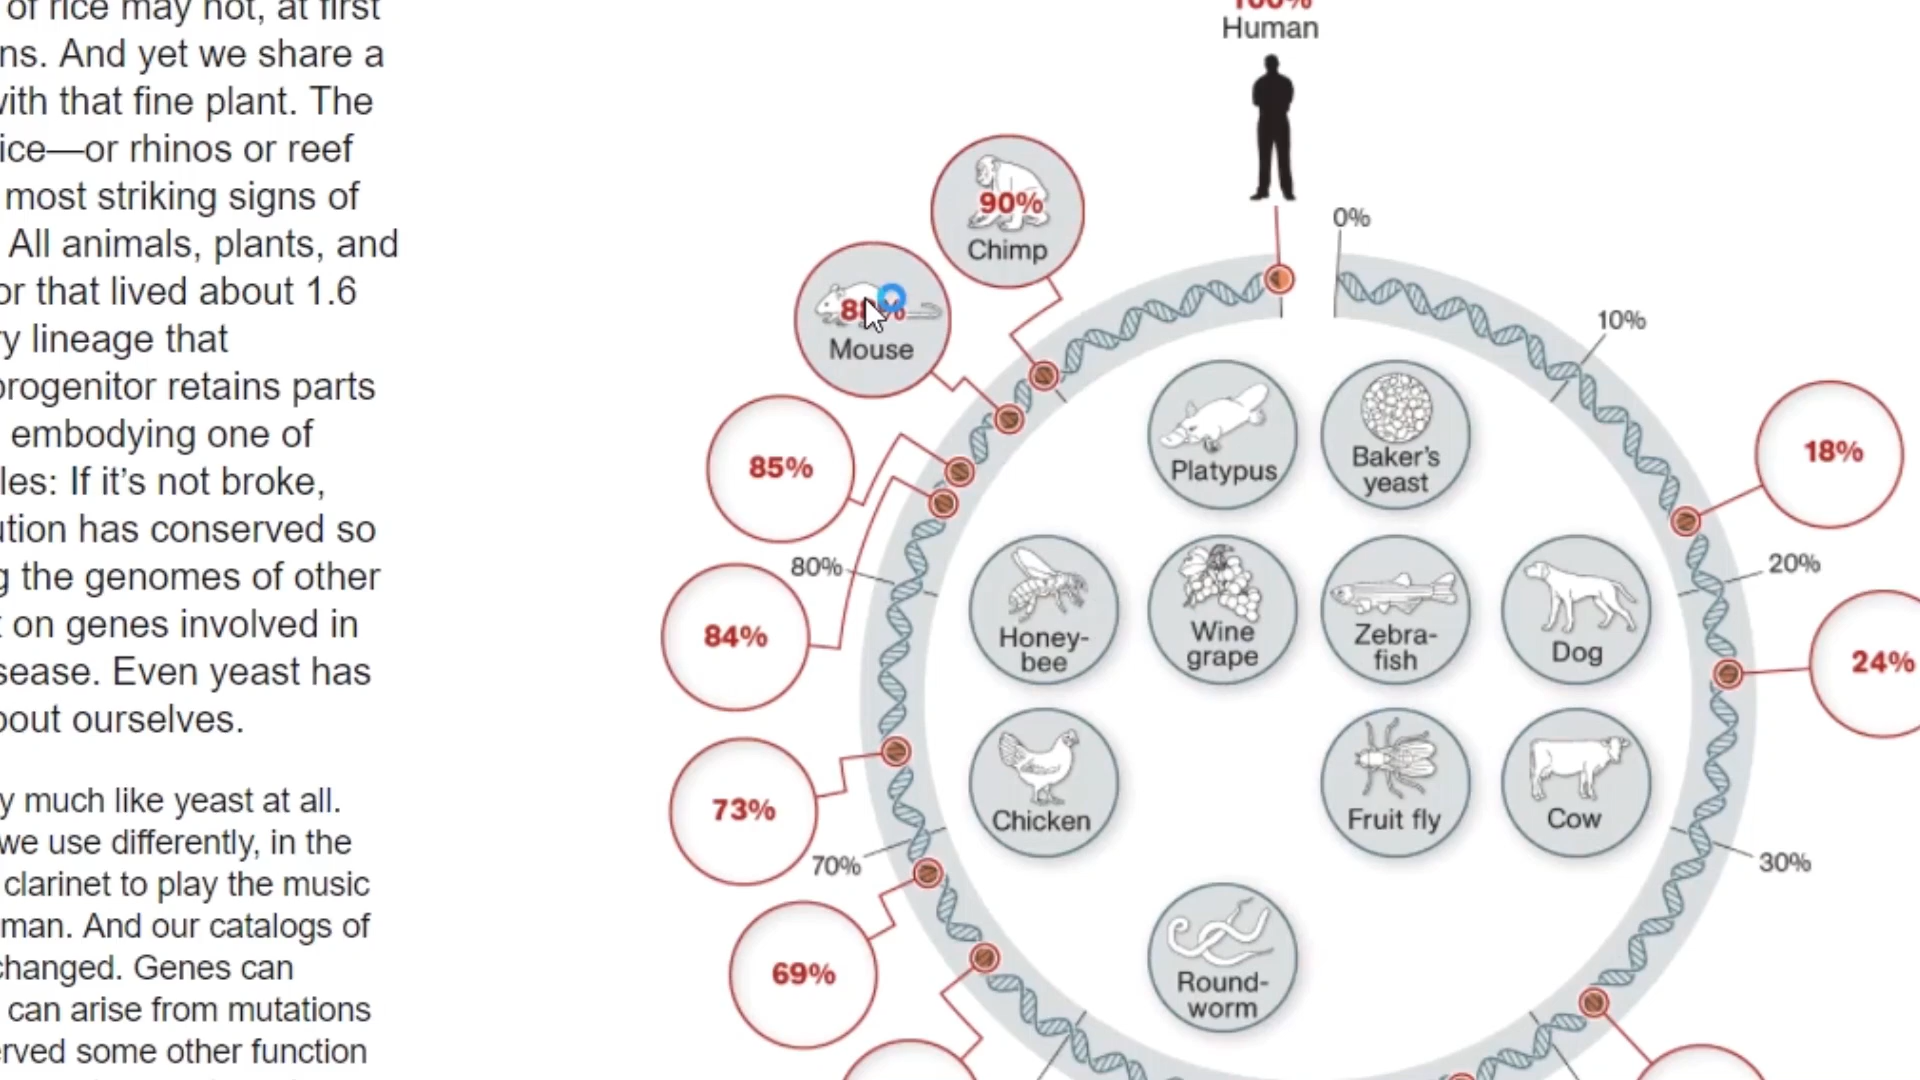 of rice may not, at first
ns. And yet we share a
with that fine plant. The
ice—or rhinos or reef
most striking signs of
All animals, plants, and
or that lived about 1.6
ry lineage that
progenitor retains parts
embodying one of
les: If it's not broke,
ution has conserved so
g the genomes of other
on genes involved in
sease. Even yeast has
bout ourselves.
y much like yeast at all.
we use differently, in the
clarinet to play the music
man. And our catalogs of
changed. Genes can
can arise from mutations
erved some other function
100%
Human
90%
Chimp
Mouse
85%
84%
73%
69%
0%
10%
18%
20%
24%
30%
80%
70%
Platypus
Baker's
yeast
Honey-
bee
Wine
grape
Zebra-
fish
Dog
Chicken
Fruit fly
Cow
Round-
worm